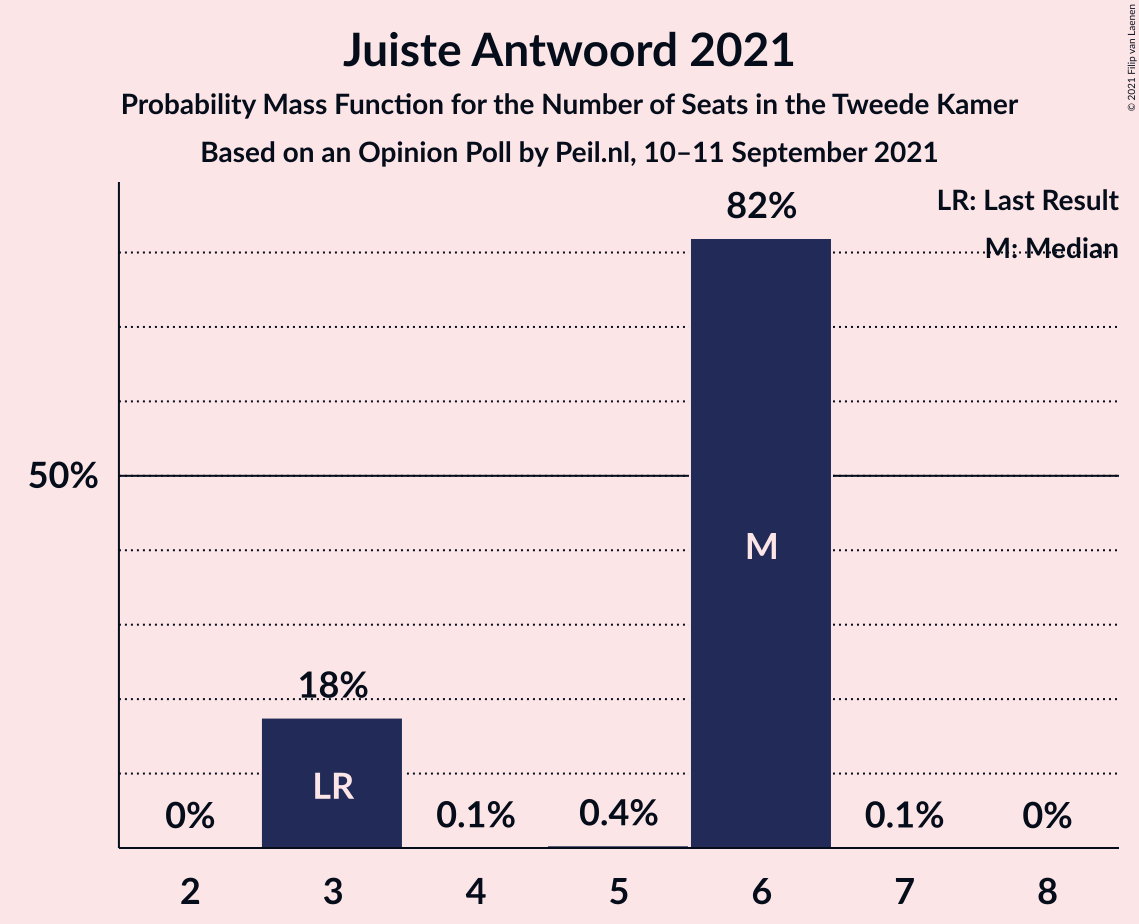 Juiste Antwoord 2021
Probability Mass Function for the Number of Seats in the Tweede Kamer
Based on an Opinion Poll by Peil.nl, 10–11 September 2021
© 2021 Filip van Laenen
LR: Last Result
M: Median
82%
50%
M
18%
LR
0%
0.1%
0.4%
0.1%
0%
2 3 4 5 6 7 8